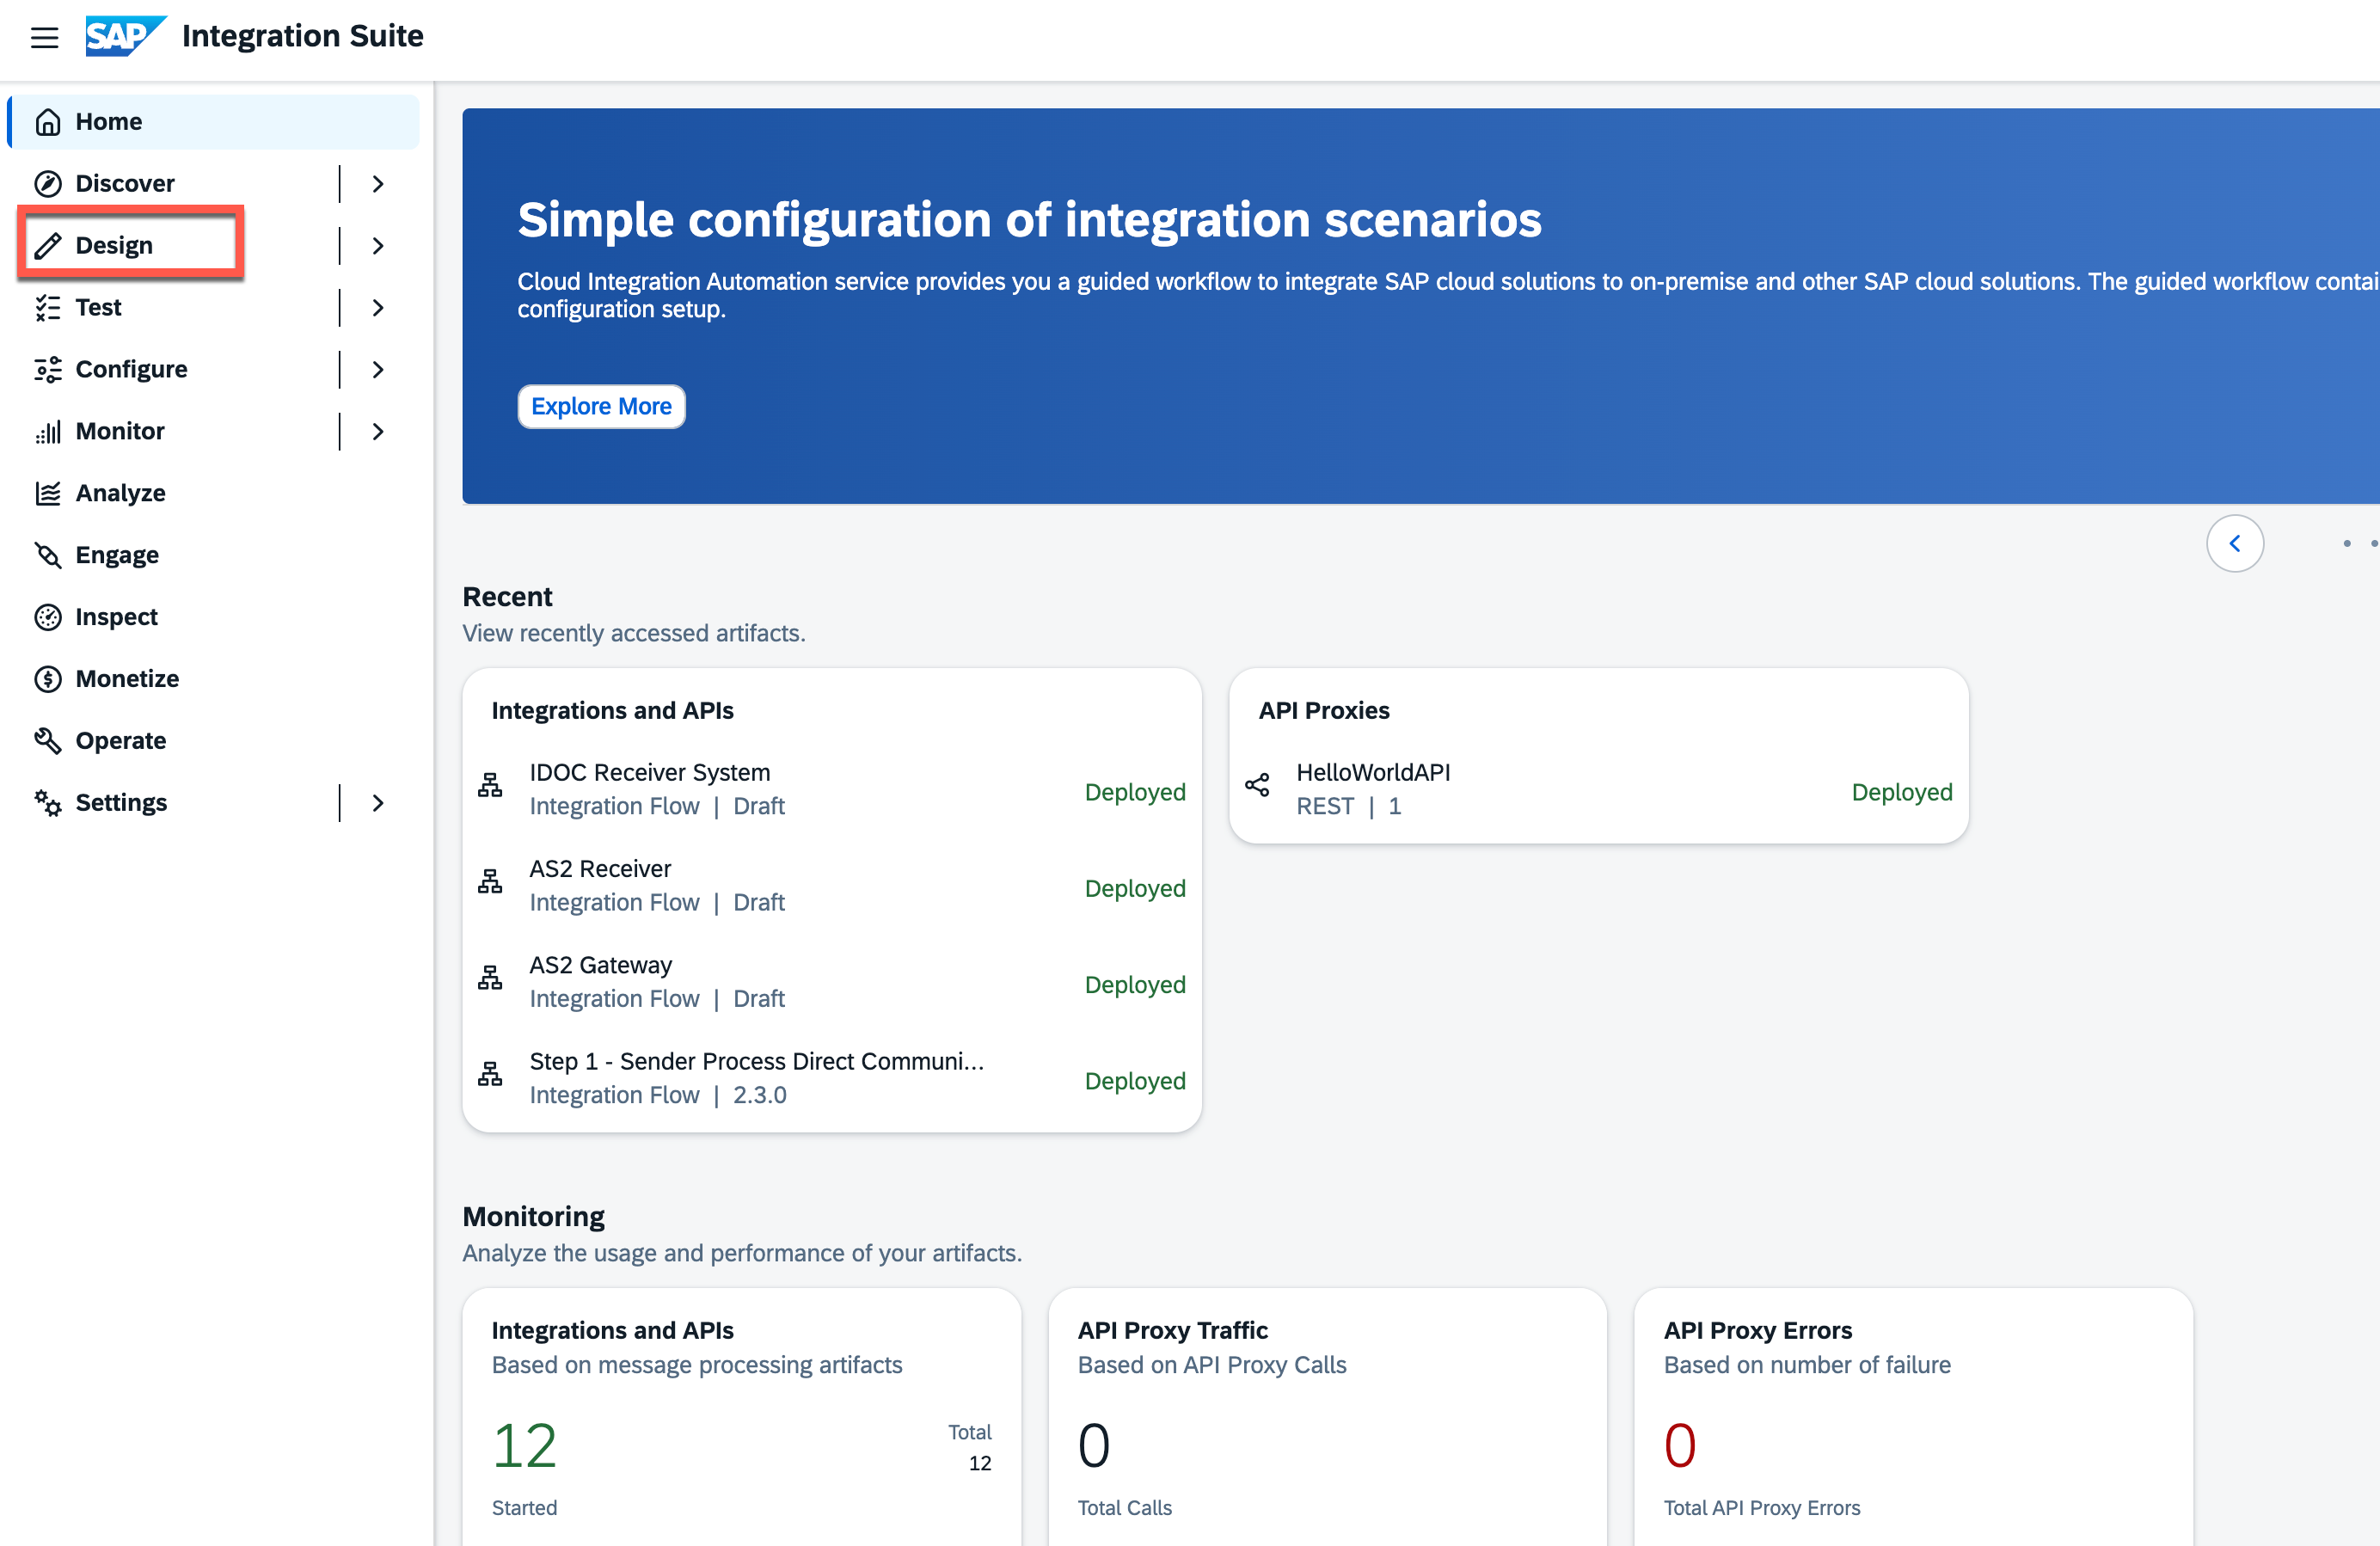 SAP Integration Suite
Home
Discover
Design
Test
Configure
Monitor
Analyze
Engage
Inspect
Monetize
Operate
Settings
Simple configuration of integration scenarios
Cloud Integration Automation service provides you a guided workflow to integrate SAP cloud solutions to on-premise and other SAP cloud solutions. The guided workflow contai
configuration setup.
Explore More
Recent
View recently accessed artifacts.
Integrations and APIs
IDOC Receiver System
Integration Flow | Draft
Deployed
AS2 Receiver
Integration Flow | Draft
Deployed
AS2 Gateway
Integration Flow | Draft
Deployed
Step 1 - Sender Process Direct Communi...
Integration Flow | 2.3.0
Deployed
API Proxies
HelloWorldAPI
REST | 1
Deployed
Monitoring
Analyze the usage and performance of your artifacts.
Integrations and APIs
Based on message processing artifacts
12
Total
12
Started
API Proxy Traffic
Based on API Proxy Calls
0
Total Calls
API Proxy Errors
Based on number of failure
0
Total API Proxy Errors